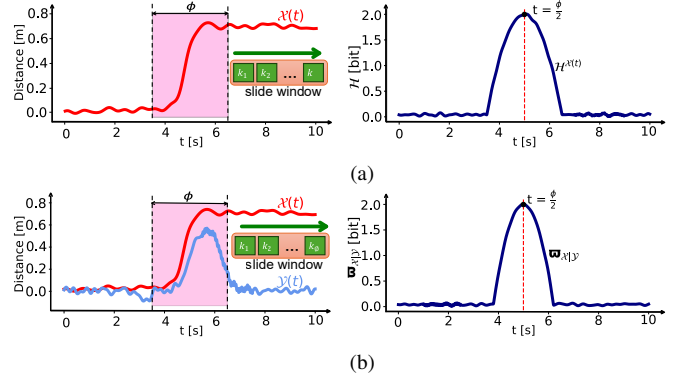 ϕ
X(t)
0.8
0.6
0.4
0.2
0.0
Distance [m]
k₁ k₂ ... k
slide window
0 2 4 6 8 10
t [s]
2.0
1.5
1.0
0.5
0.0
ℋ [bit]
t = ϕ/2
ℋ^X(t)
0 2 4 6 8 10
t [s]
(a)
ϕ
X(t)
0.8
0.6
0.4
0.2
0.0
Distance [m]
k₁ k₂ ... kₙ
slide window
Y(t)
0 2 4 6 8 10
t [s]
2.0
1.5
1.0
0.5
0.0
ϖ_X|Y
t = ϕ/2
ϖ_X|Y
0 2 4 6 8 10
t [s]
(b)